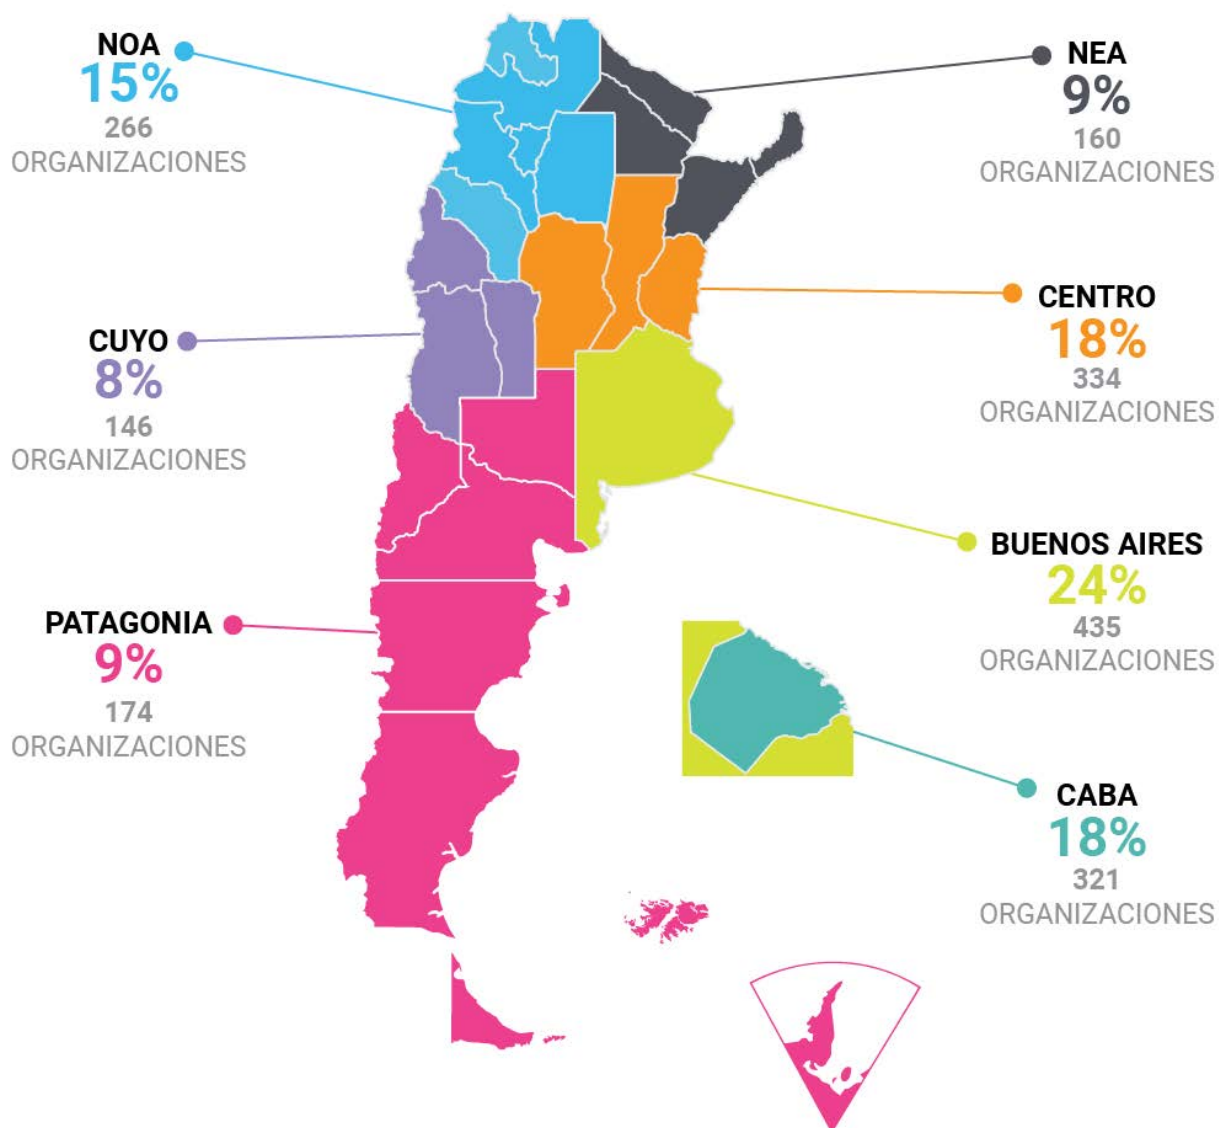 NOA
15%
266
ORGANIZACIONES
NEA
9%
160
ORGANIZACIONES
CUYO
8%
146
ORGANIZACIONES
CENTRO
18%
334
ORGANIZACIONES
BUENOS AIRES
24%
435
ORGANIZACIONES
PATAGONIA
9%
174
ORGANIZACIONES
CABA
18%
321
ORGANIZACIONES